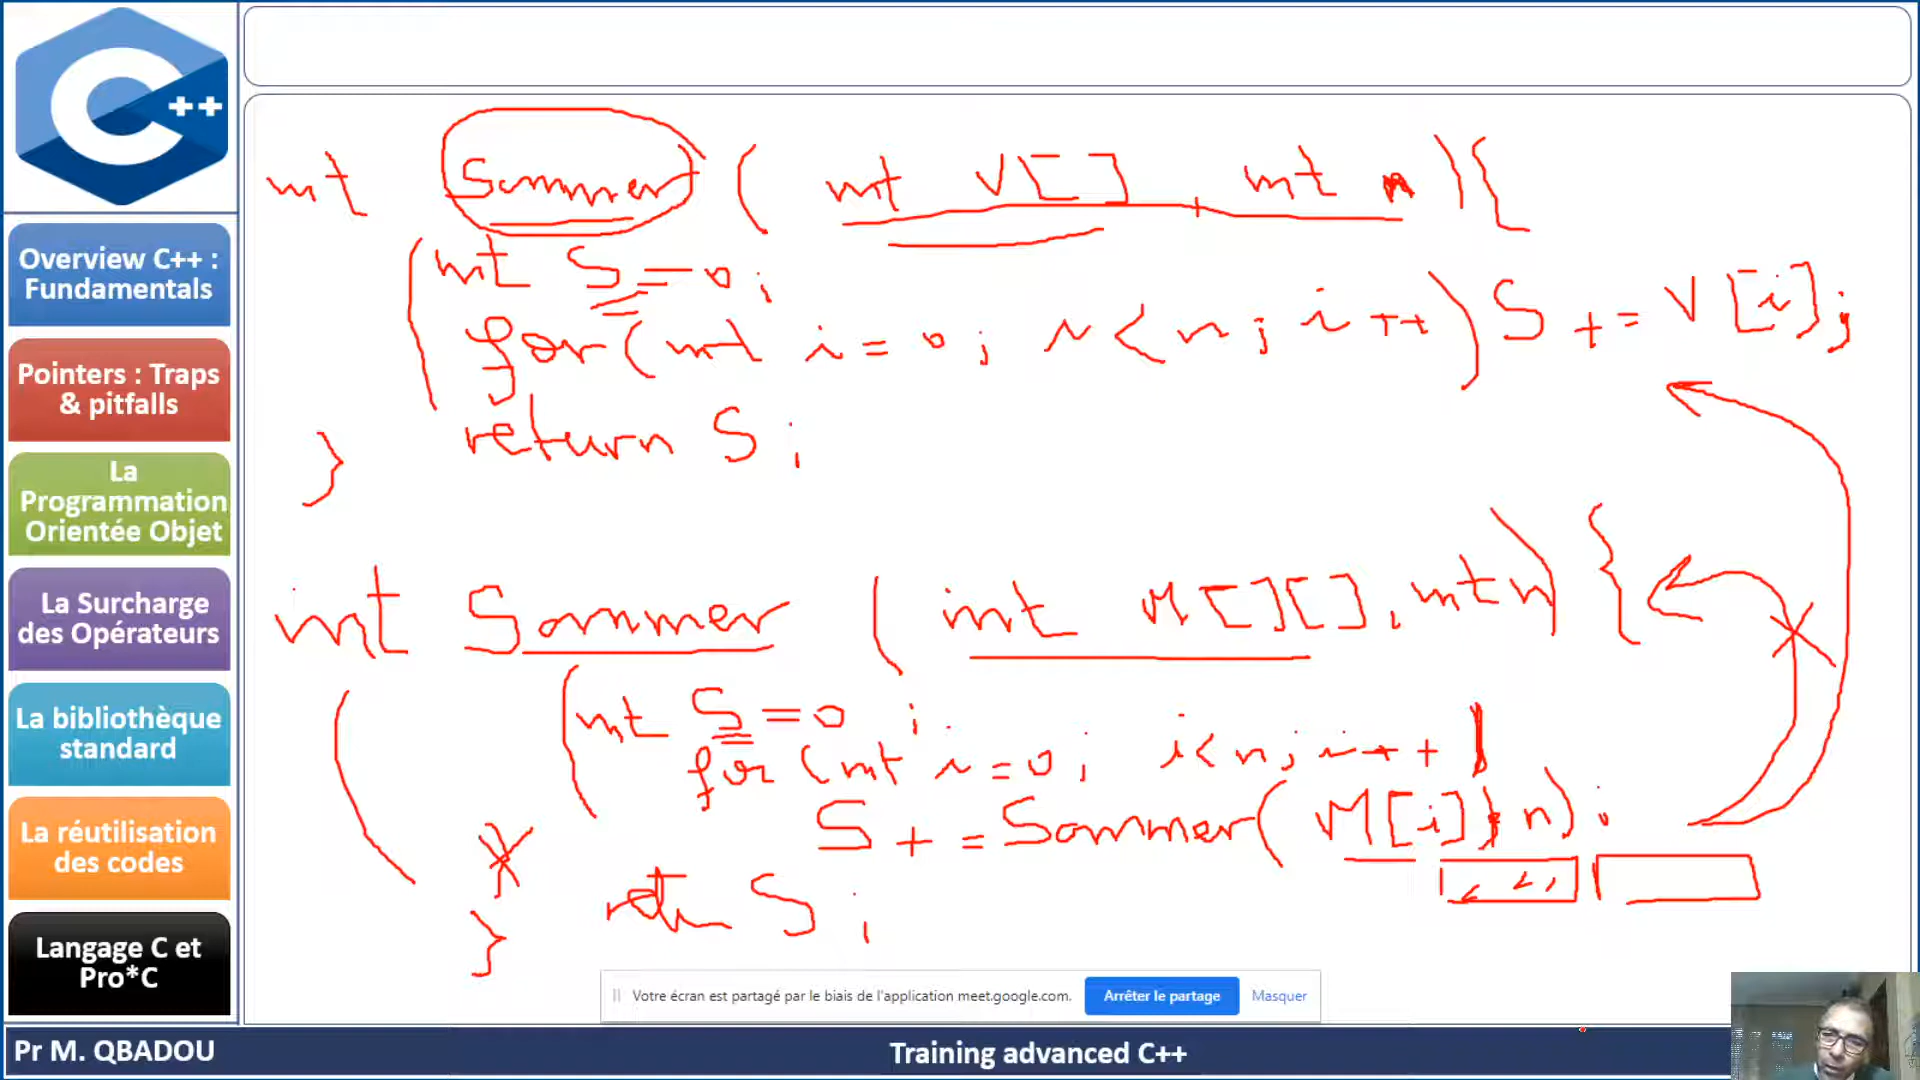 C++
Overview C++ :
Fundamentals
Pointers : Traps
& pitfalls
La
Programmation
Orientée Objet
La Surcharge
des Opérateurs
La bibliothèque
standard
La réutilisation
des codes
Langage C et
Pro*C
int Sommer ( int V[] , int n ) {
int S = 0 ;
for ( int i = 0 ; i < n ; i++ ) S += V[i] ;
return S ;
}
int Sommer ( int M[][] , int n ) {
int S = 0 ;
for ( int i = 0 ; i < n ; i++ )
S += Sommer ( M[i] , n ) ;
retu S ;
}
Votre écran est partagé par le biais de l'application meet.google.com.
Arrêter le partage
Masquer
Pr M. QBADOU
Training advanced C++